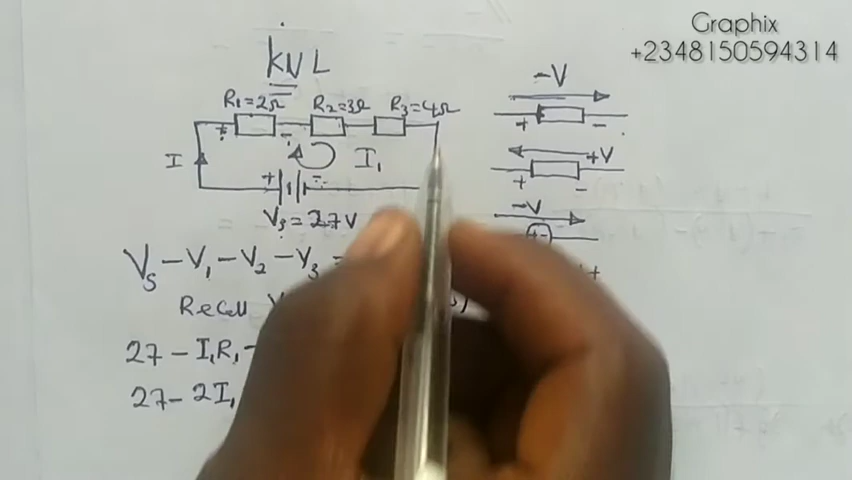 Graphix
+2348150594314
KVL
R₁=2Ω R₂=3Ω R₃=4Ω
+ -
I I₁
+ -
Vs=27V
Vs - V₁ - V₂ - V₃ =
Recall
27 - I₁R₁ -
27 - 2I₁
-V
+ -
+V
+ -
-V
+ -
+